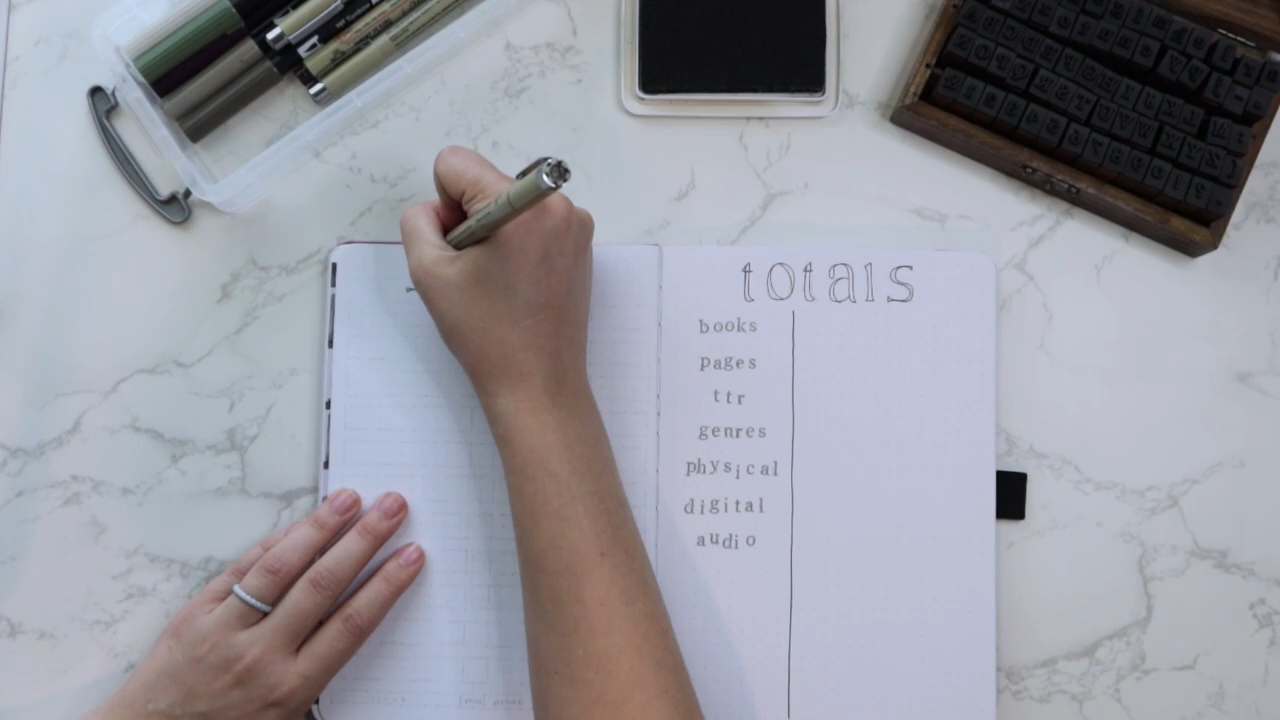 totals
books
pages
ttr
genres
physical
digital
audio